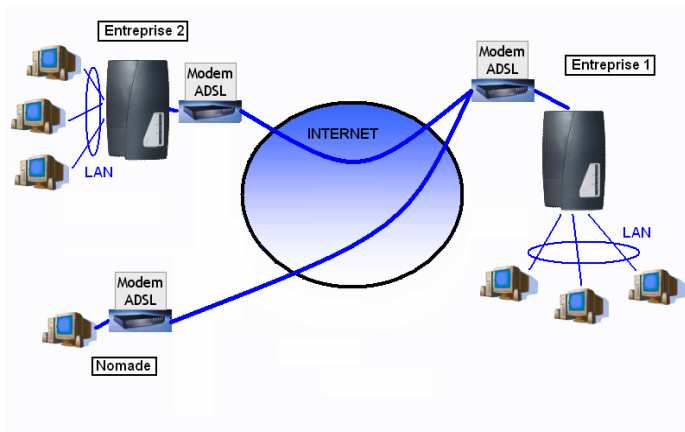 Entreprise 2
Modem
ADSL
LAN
INTERNET
Modem
ADSL
Entreprise 1
LAN
Modem
ADSL
Nomade